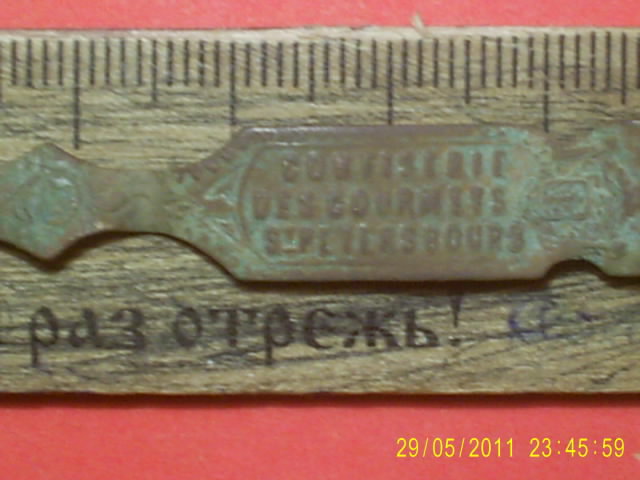 CONFISERIE
DES GOURMETS
St PETERSBOURG
раз отрежь!
29/05/2011 23:45:59